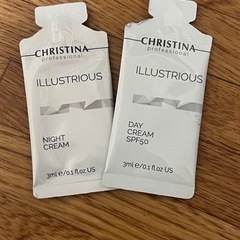 CHRISTINA
professional
ILLUSTRIOUS
NIGHT
CREAM
3ml e/0.1 fl.oz US
CHRISTINA
professional
ILLUSTRIOUS
DAY
CREAM
SPF50
3ml e/0.1 fl.oz US